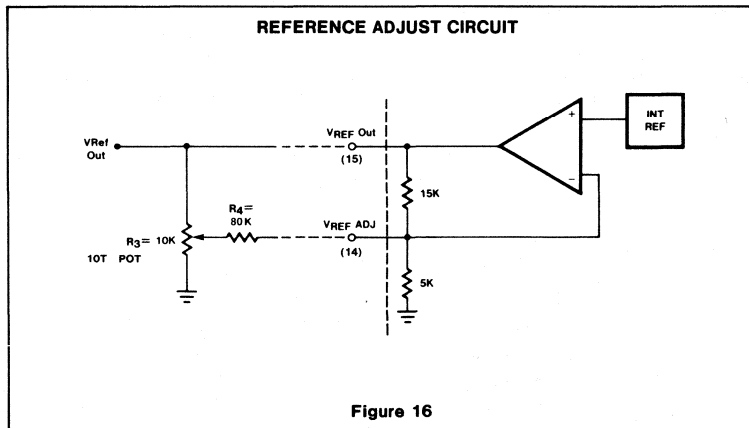 REFERENCE ADJUST CIRCUIT
VRef
Out
VREF Out
(15)
+
INT
REF
−
15K
R4=
80K
VREF ADJ
(14)
R3= 10K
10T POT
5K
Figure 16